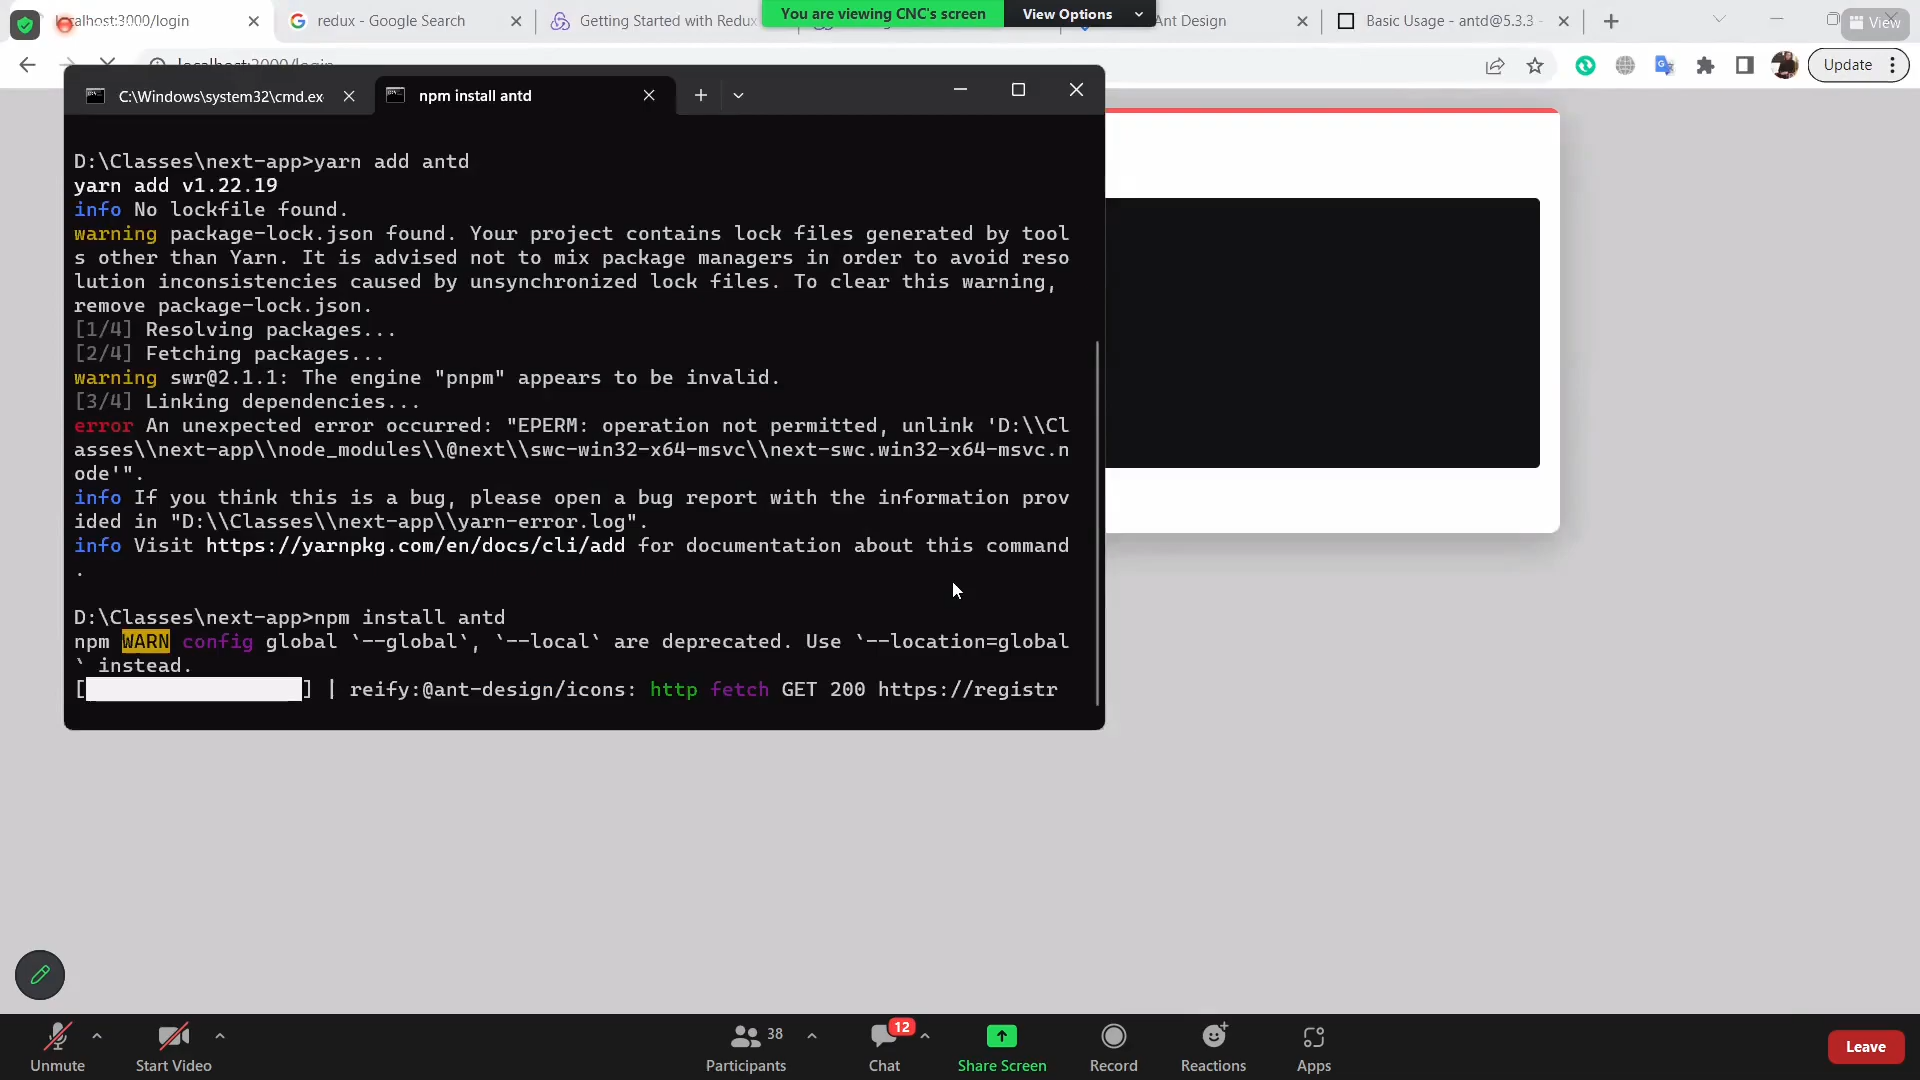 localhost:3000/login
redux - Google Search
Getting Started with Redux
You are viewing CNC's screen
View Options
Ant Design
Basic Usage - antd@5.3.3 -
View
localhost:3000/login
Update
C:\Windows\system32\cmd.ex
npm install antd
D:\Classes\next-app>yarn add antd
yarn add v1.22.19
info No lockfile found.
warning package-lock.json found. Your project contains lock files generated by tool
s other than Yarn. It is advised not to mix package managers in order to avoid reso
lution inconsistencies caused by unsynchronized lock files. To clear this warning,
remove package-lock.json.
[1/4] Resolving packages...
[2/4] Fetching packages...
warning swr@2.1.1: The engine "pnpm" appears to be invalid.
[3/4] Linking dependencies...
error An unexpected error occurred: "EPERM: operation not permitted, unlink 'D:\\Cl
asses\\next-app\\node_modules\\@next\\swc-win32-x64-msvc\\next-swc.win32-x64-msvc.n
ode'".
info If you think this is a bug, please open a bug report with the information prov
ided in "D:\\Classes\\next-app\\yarn-error.log".
info Visit https://yarnpkg.com/en/docs/cli/add for documentation about this command
.
D:\Classes\next-app>npm install antd
npm WARN config global `--global`, `--local` are deprecated. Use `--location=global
` instead.
[                  ] | reify:@ant-design/icons: http fetch GET 200 https://registr
Unmute
Start Video
38
Participants
12
Chat
Share Screen
Record
Reactions
Apps
Leave